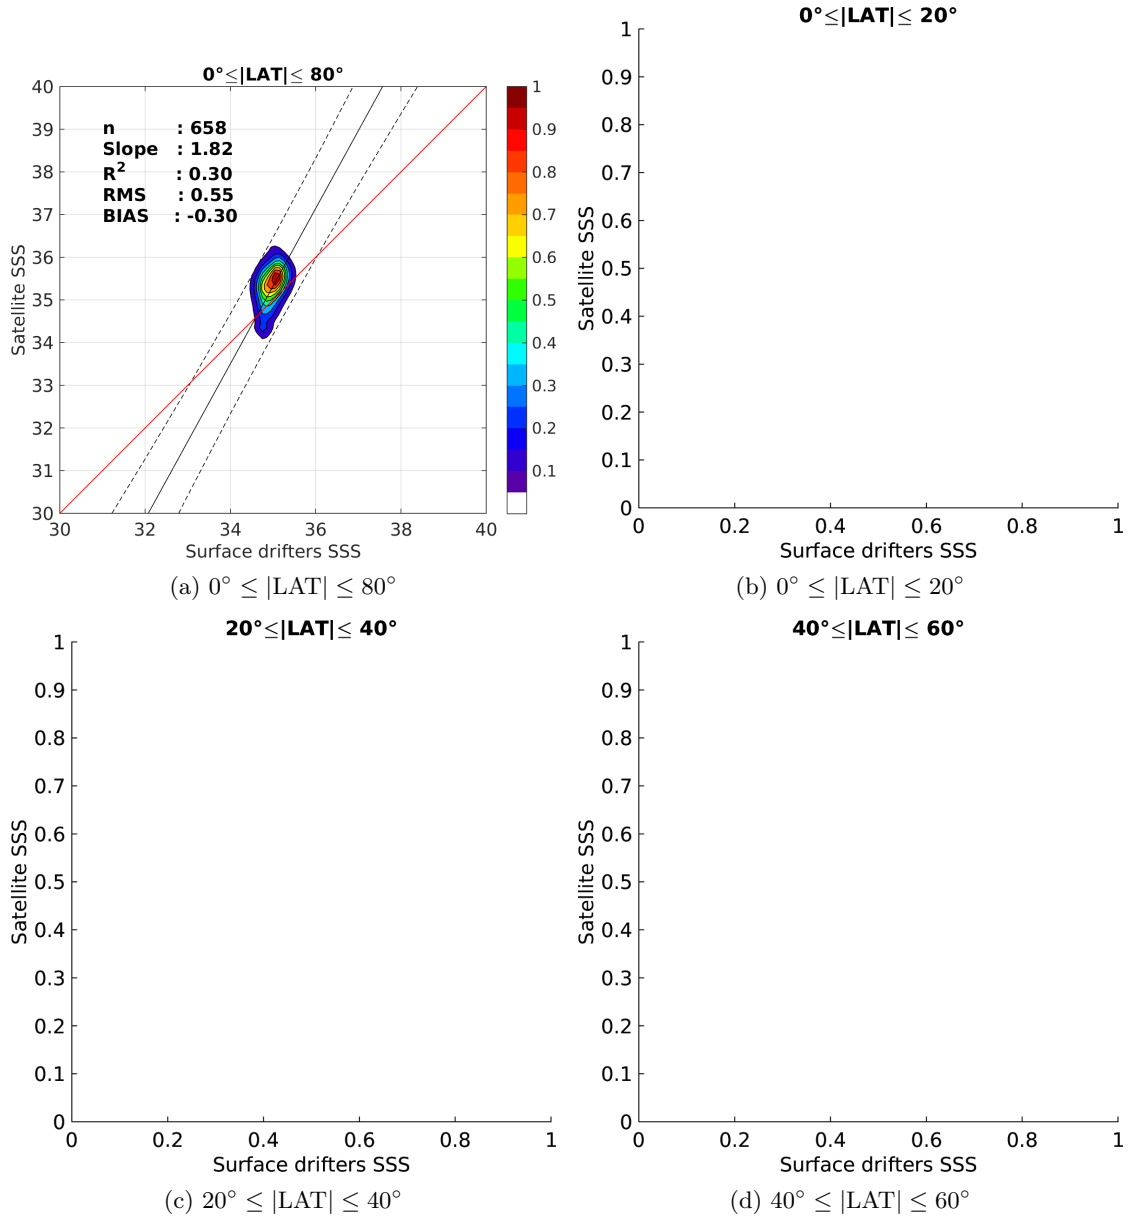 0°≤|LAT|≤ 80°
n : 658
Slope : 1.82
R² : 0.30
RMS : 0.55
BIAS : -0.30
40
39
38
37
36
35
34
33
32
31
30
Satellite SSS
30 32 34 36 38 40
Surface drifters SSS
1
0.9
0.8
0.7
0.6
0.5
0.4
0.3
0.2
0.1
(a) 0° ≤ |LAT| ≤ 80°
0°≤|LAT|≤ 20°
1
0.9
0.8
0.7
0.6
0.5
0.4
0.3
0.2
0.1
0
Satellite SSS
0 0.2 0.4 0.6 0.8 1
Surface drifters SSS
(b) 0° ≤ |LAT| ≤ 20°
20°≤|LAT|≤ 40°
1
0.9
0.8
0.7
0.6
0.5
0.4
0.3
0.2
0.1
0
Satellite SSS
0 0.2 0.4 0.6 0.8 1
Surface drifters SSS
(c) 20° ≤ |LAT| ≤ 40°
40°≤|LAT|≤ 60°
1
0.9
0.8
0.7
0.6
0.5
0.4
0.3
0.2
0.1
0
Satellite SSS
0 0.2 0.4 0.6 0.8 1
Surface drifters SSS
(d) 40° ≤ |LAT| ≤ 60°